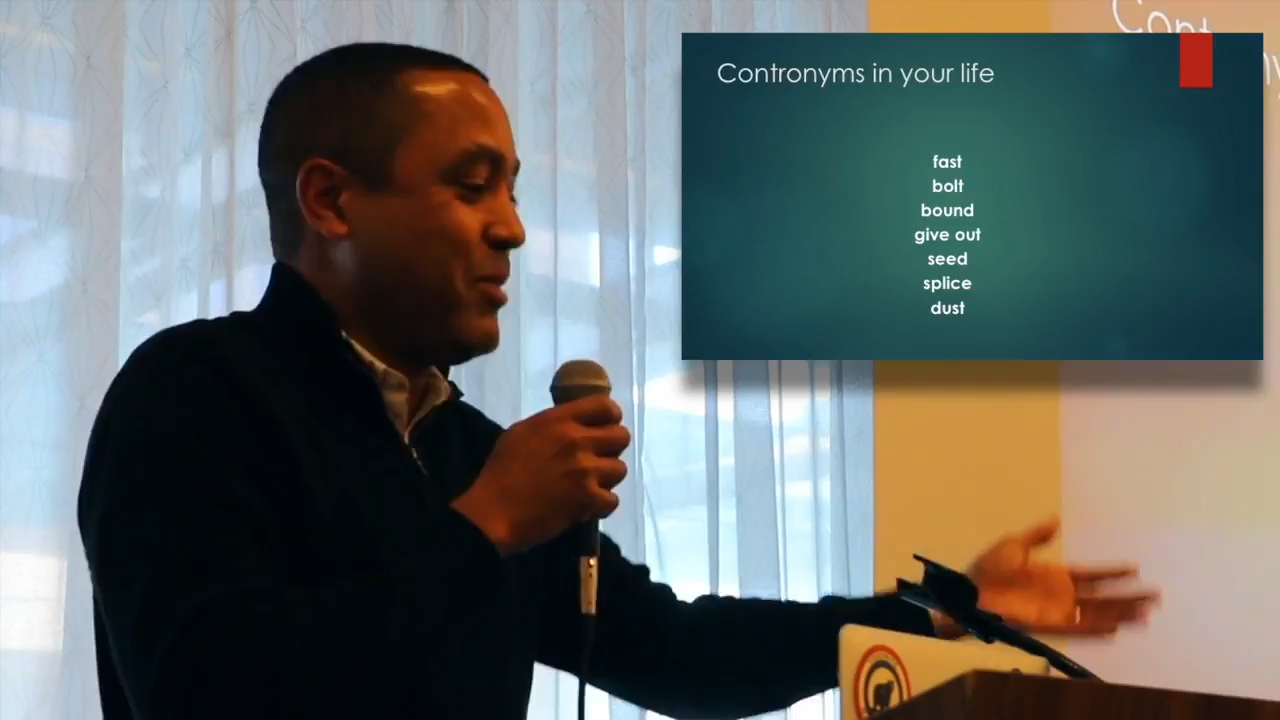 Contronyms in your life
fast
bolt
bound
give out
seed
splice
dust